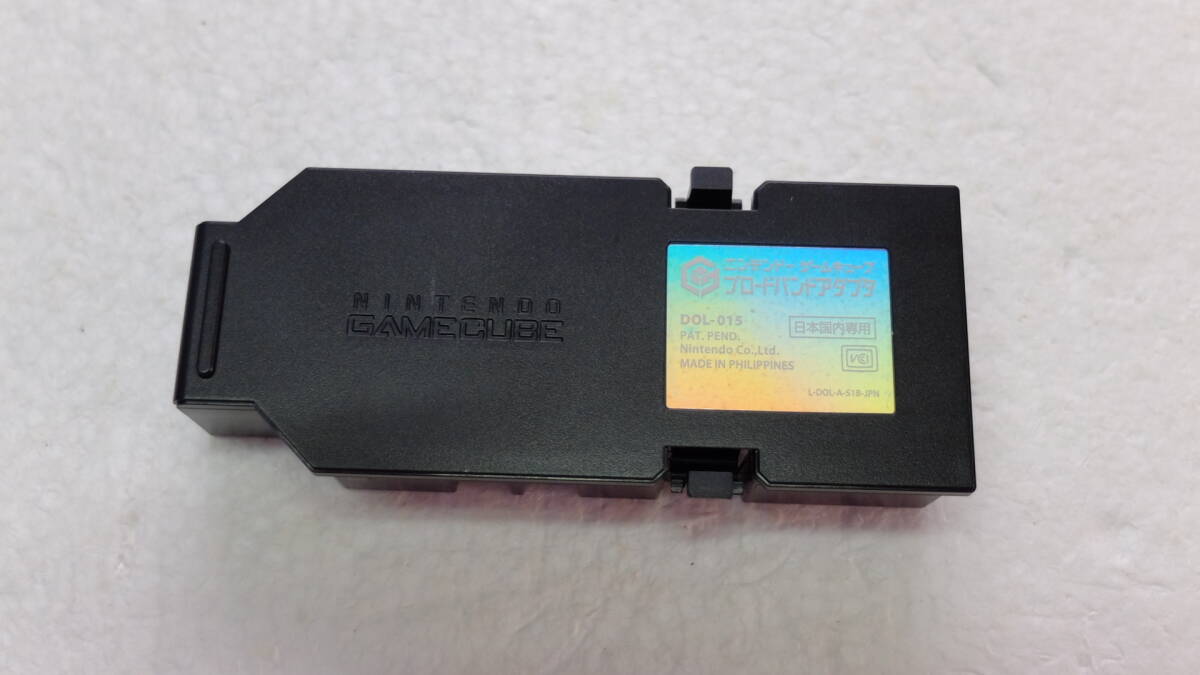 NINTENDO
GAMECUBE
ニンテンドー ゲームキューブ
ブロードバンドアダプタ
DOL-015
日本国内専用
PAT. PEND.
Nintendo Co.,Ltd.
MADE IN PHILIPPINES
VCI
L-DOL-A-S1B-JPN